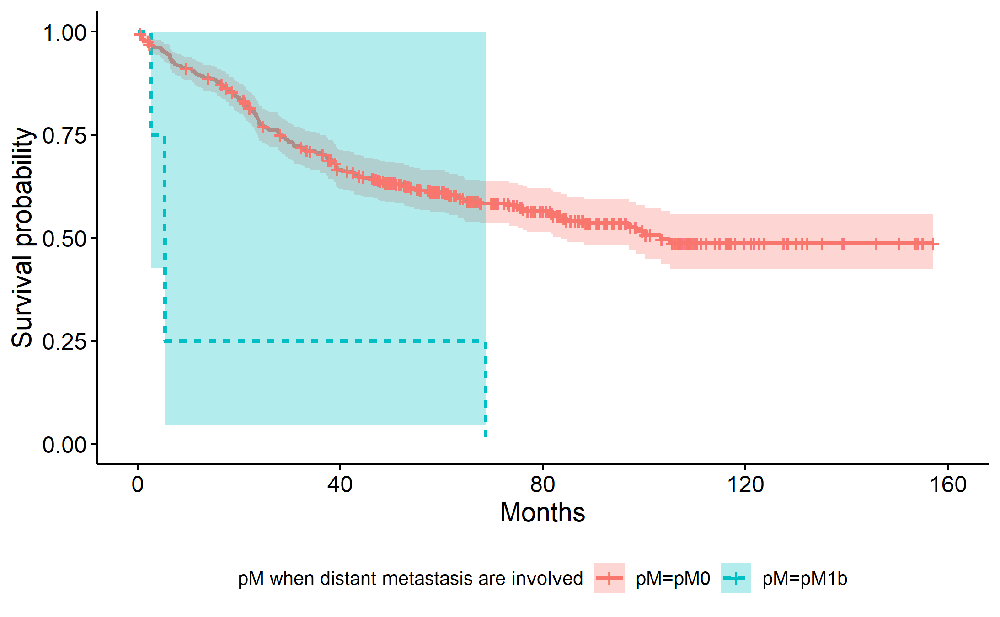 Survival probability
1.00
0.75
0.50
0.25
0.00
0 40 80 120 160
Months
pM when distant metastasis are involved pM=pM0 pM=pM1b